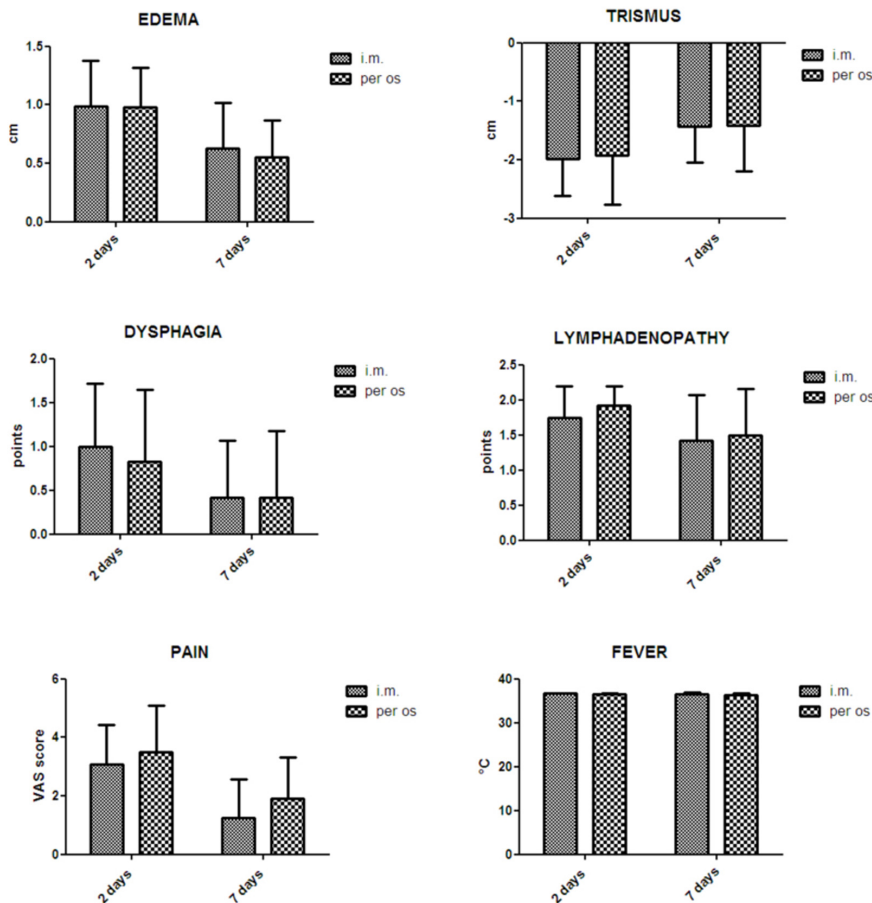 EDEMA
1.5
1.0
0.5
0.0
cm
2 days
7 days
i.m.
per os
TRISMUS
0
-1
-2
-3
cm
2 days
7 days
i.m.
per os
DYSPHAGIA
2.0
1.5
1.0
0.5
0.0
points
2 days
7 days
i.m.
per os
LYMPHADENOPATHY
2.5
2.0
1.5
1.0
0.5
0.0
points
2 days
7 days
i.m.
per os
PAIN
6
4
2
0
VAS score
2 days
7 days
i.m.
per os
FEVER
40
30
20
10
0
°C
2 days
7 days
i.m.
per os